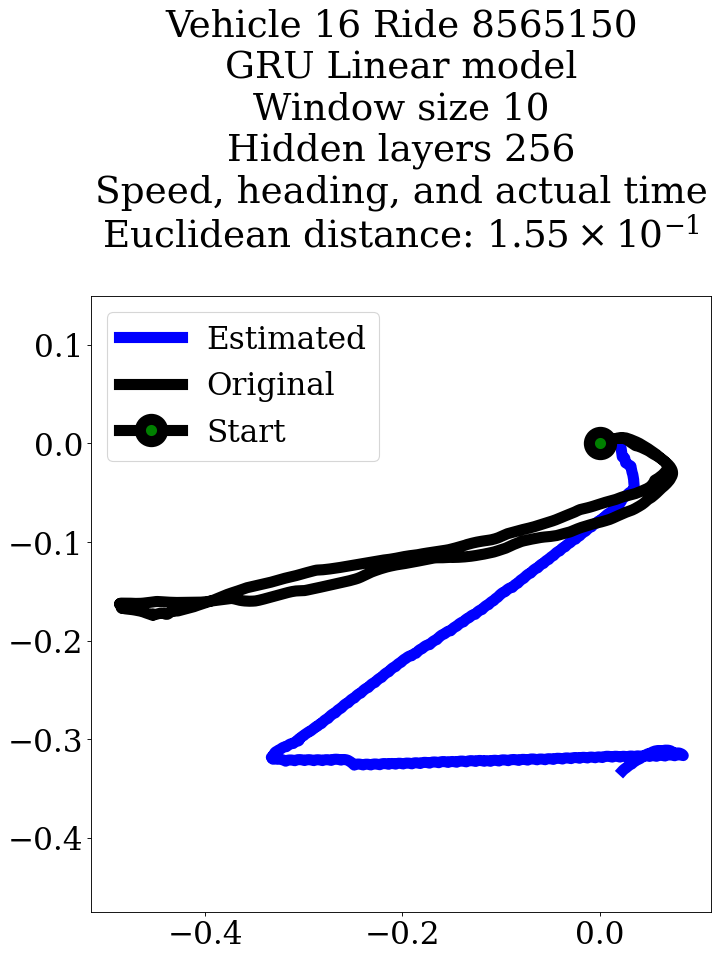 Vehicle 16 Ride 8565150
GRU Linear model
Window size 10
Hidden layers 256
Speed, heading, and actual time
Euclidean distance: 1.55 × 10⁻¹
Estimated
Original
Start
0.1
0.0
−0.1
−0.2
−0.3
−0.4
−0.4 −0.2 0.0